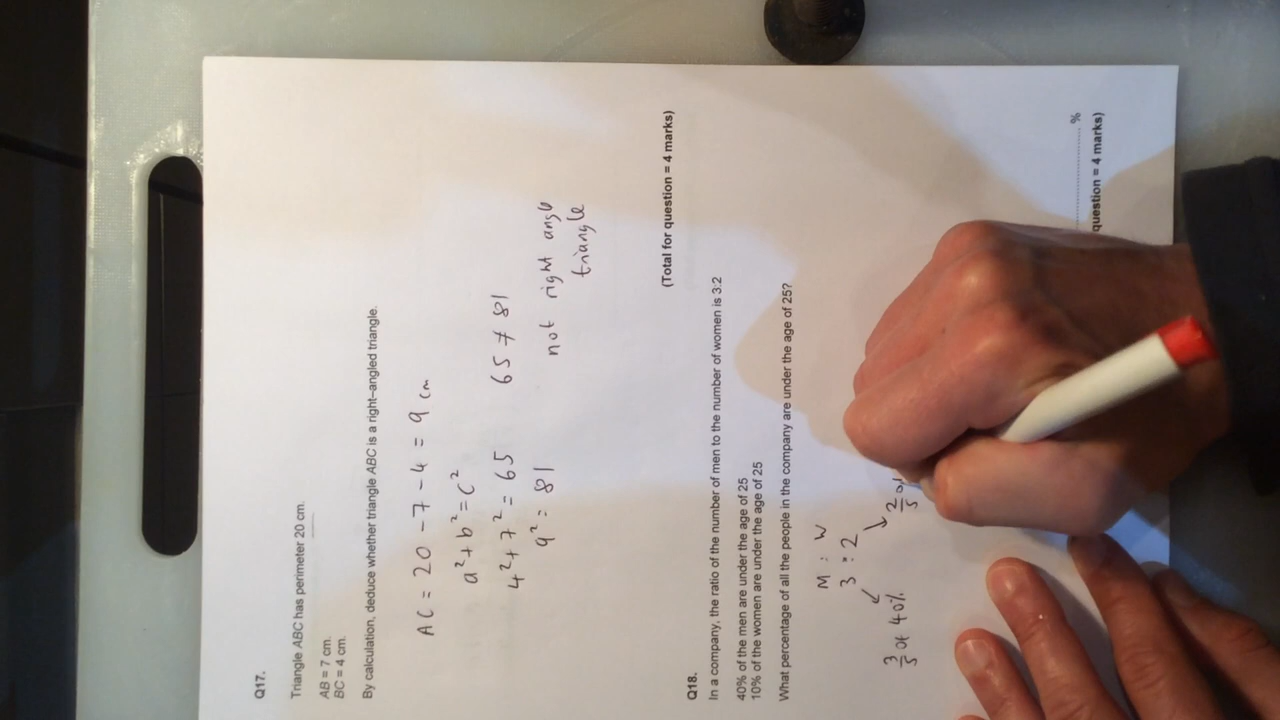 Q17.
Triangle ABC has perimeter 20 cm.
AB = 7 cm.
BC = 4 cm.
By calculation, deduce whether triangle ABC is a right–angled triangle.
AC = 20 - 7 - 4 = 9 cm
a²+b²=c²
4²+7²=65 65≠81
9²=81 not right angle
triangle
(Total for question = 4 marks)
Q18.
In a company, the ratio of the number of men to the number of women is 3:2
40% of the men are under the age of 25
10% of the women are under the age of 25
What percentage of all the people in the company are under the age of 25?
M : W
3 : 2
3/5 of 40% 2/5
%
question = 4 marks)